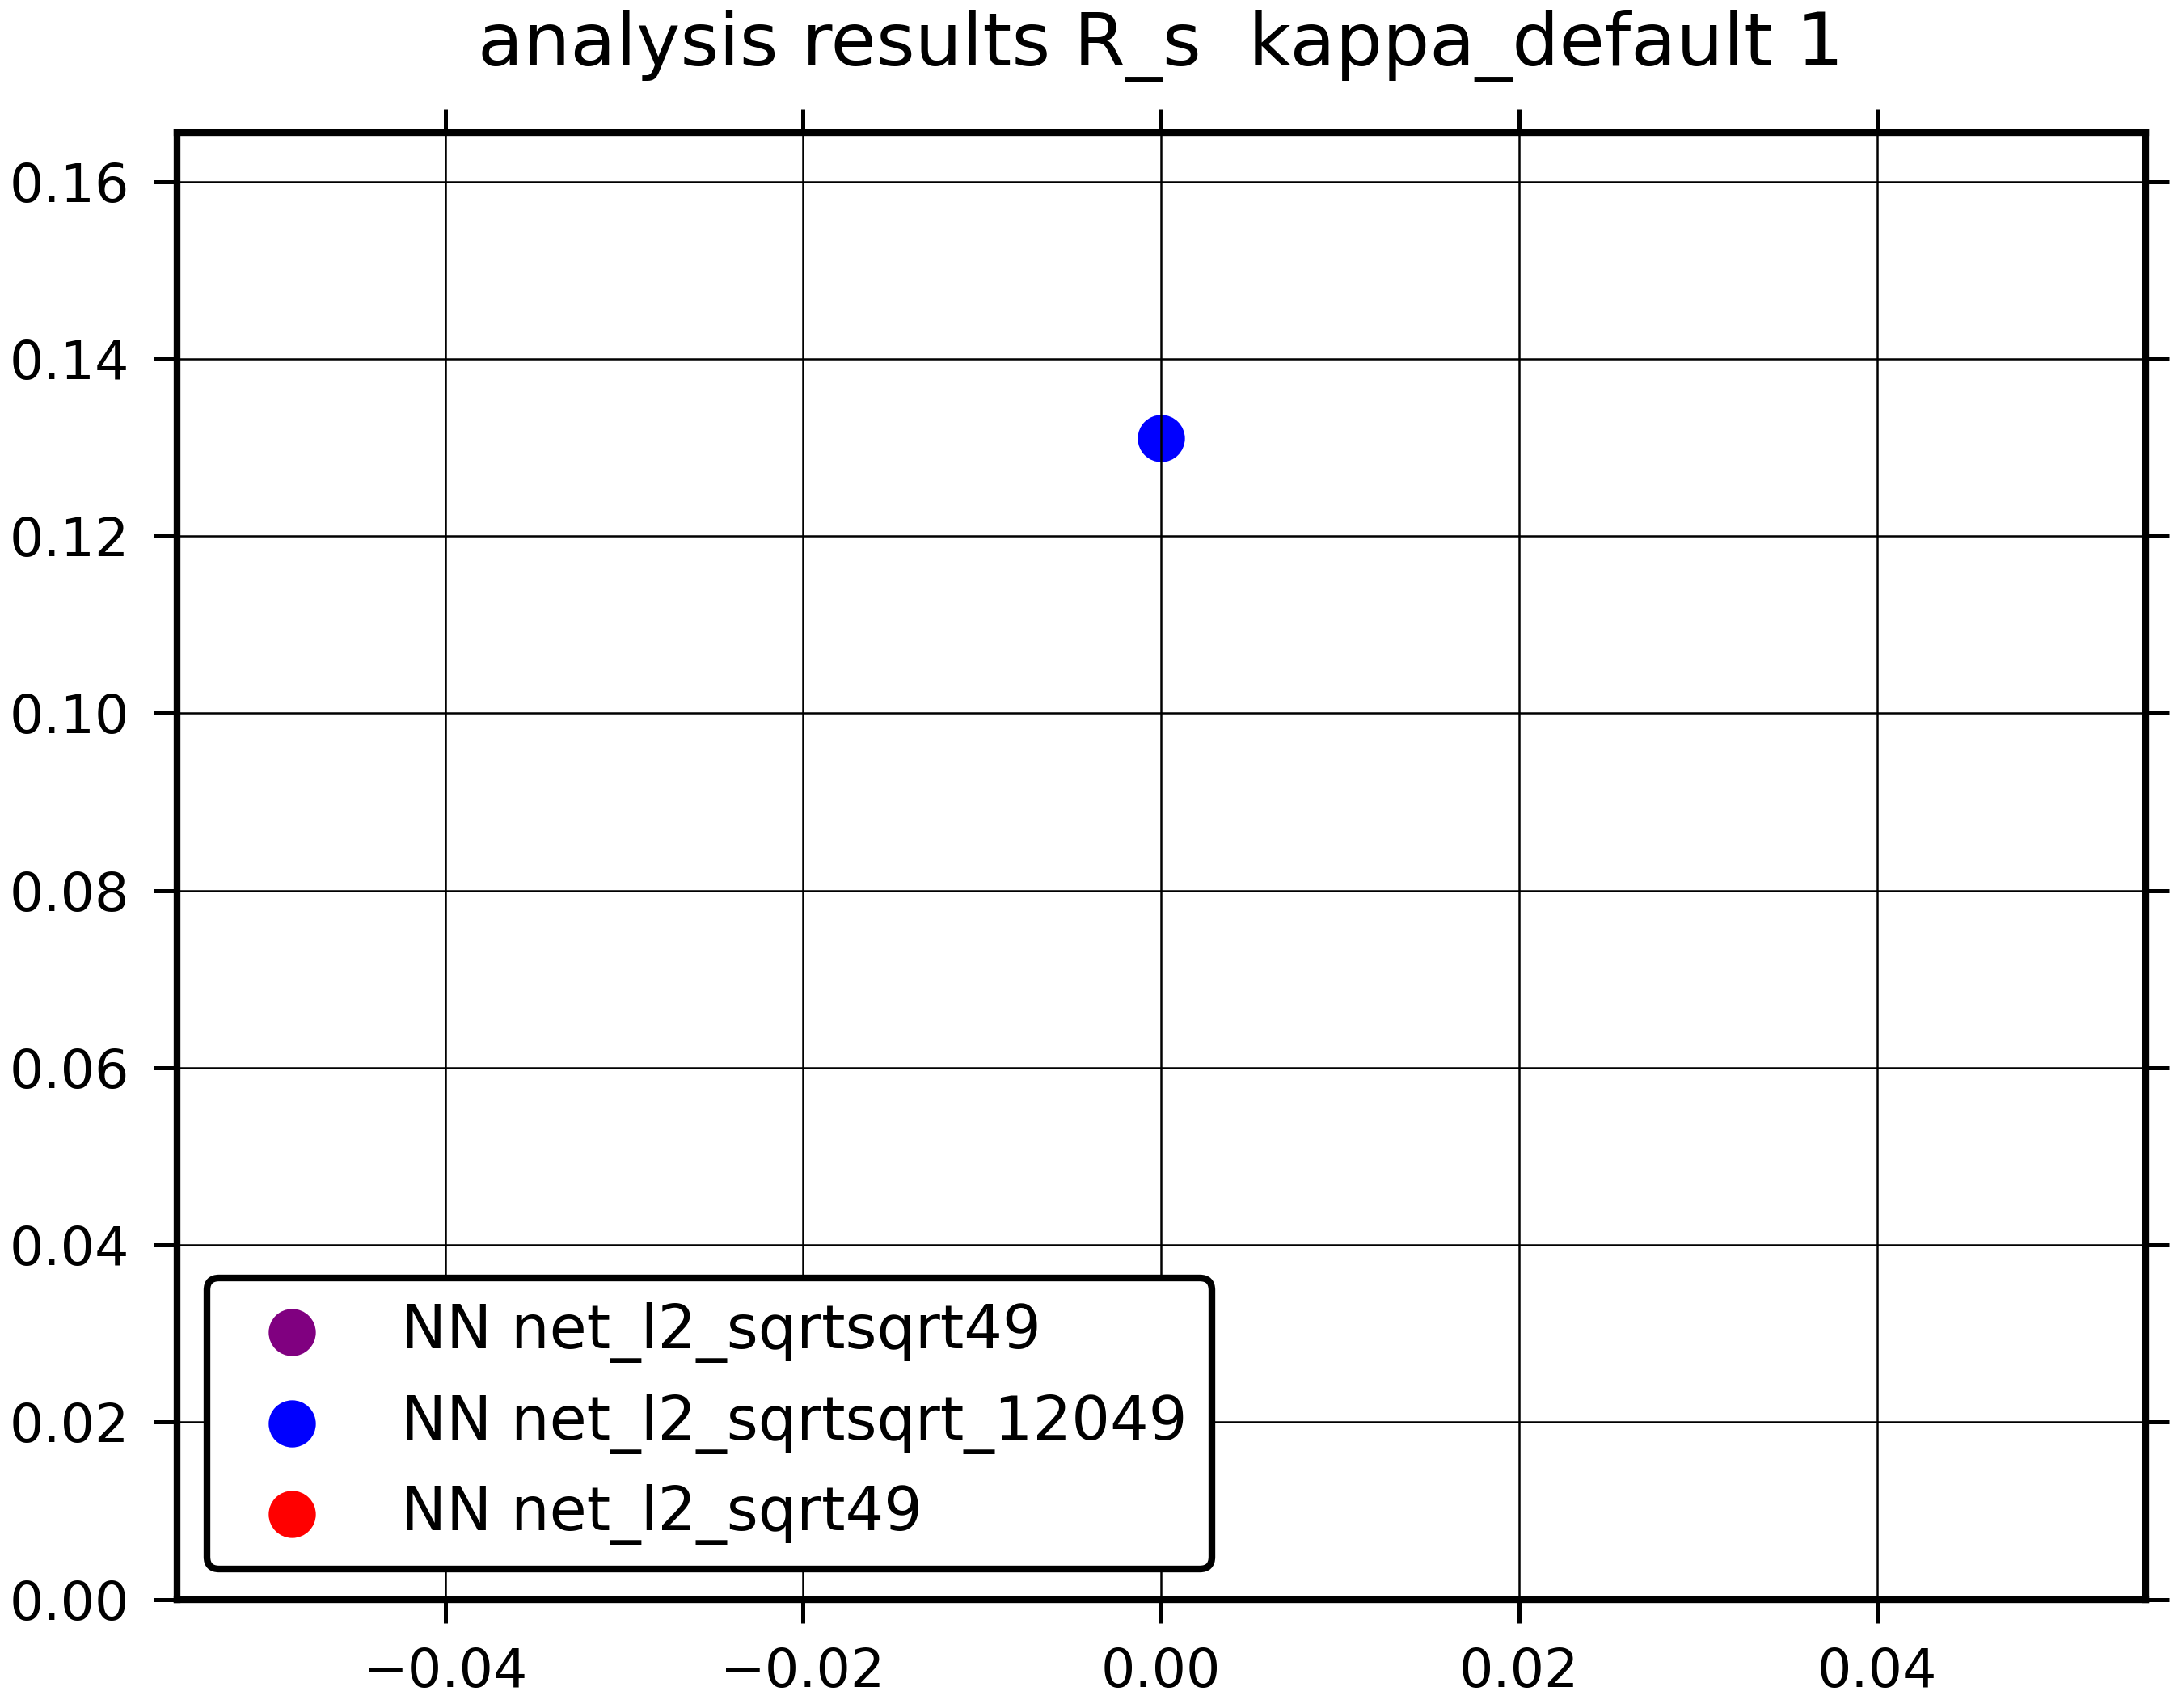 analysis results R_s  kappa_default 1
0.16
0.14
0.12
0.10
0.08
0.06
0.04
0.02
0.00
NN net_l2_sqrtsqrt49
NN net_l2_sqrtsqrt_12049
NN net_l2_sqrt49
−0.04 −0.02 0.00 0.02 0.04